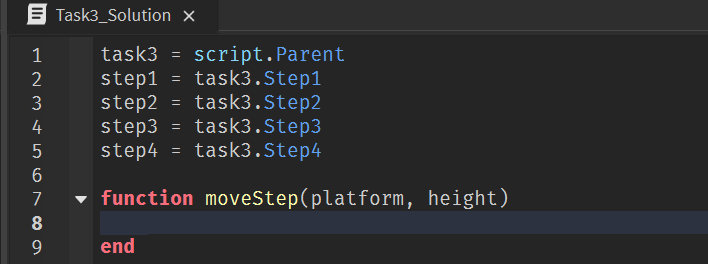 Task3_Solution ×
1 task3 = script.Parent
2 step1 = task3.Step1
3 step2 = task3.Step2
4 step3 = task3.Step3
5 step4 = task3.Step4
6
7 function moveStep(platform, height)
8
9 end